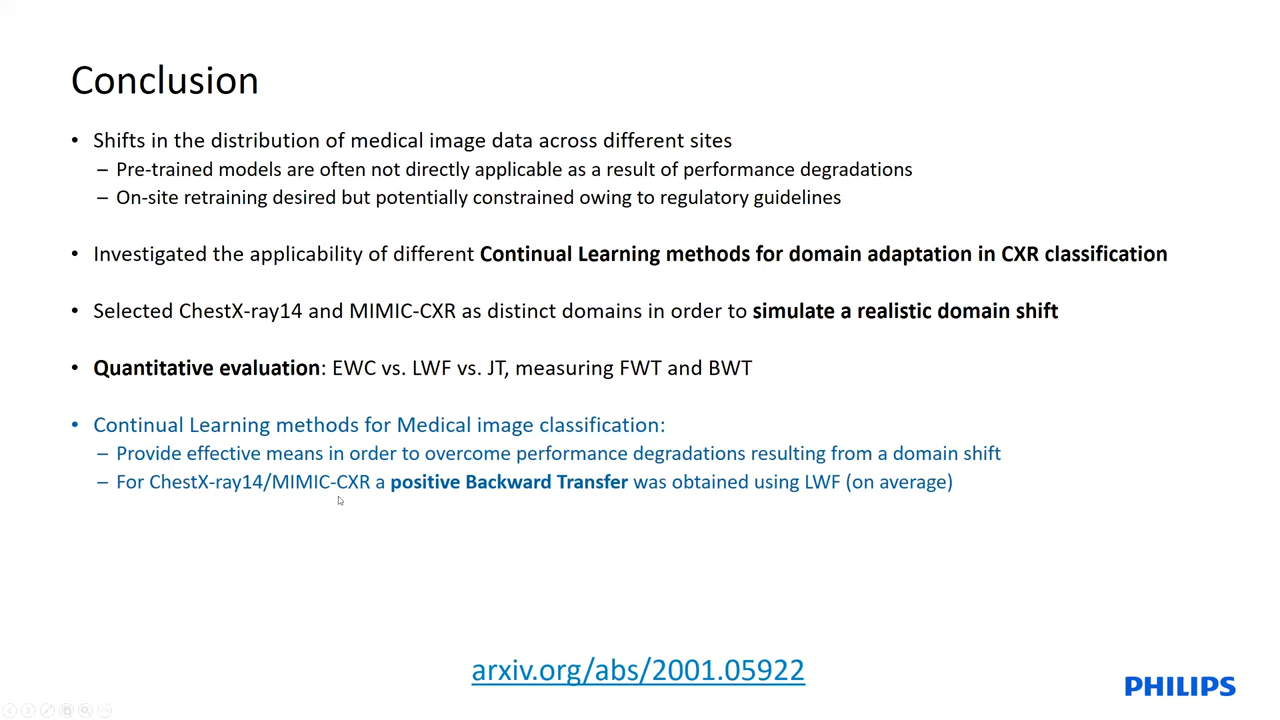 Conclusion
• Shifts in the distribution of medical image data across different sites
– Pre-trained models are often not directly applicable as a result of performance degradations
– On-site retraining desired but potentially constrained owing to regulatory guidelines
• Investigated the applicability of different Continual Learning methods for domain adaptation in CXR classification
• Selected ChestX-ray14 and MIMIC-CXR as distinct domains in order to simulate a realistic domain shift
• Quantitative evaluation: EWC vs. LWF vs. JT, measuring FWT and BWT
• Continual Learning methods for Medical image classification:
– Provide effective means in order to overcome performance degradations resulting from a domain shift
– For ChestX-ray14/MIMIC-CXR a positive Backward Transfer was obtained using LWF (on average)
arxiv.org/abs/2001.05922
PHILIPS